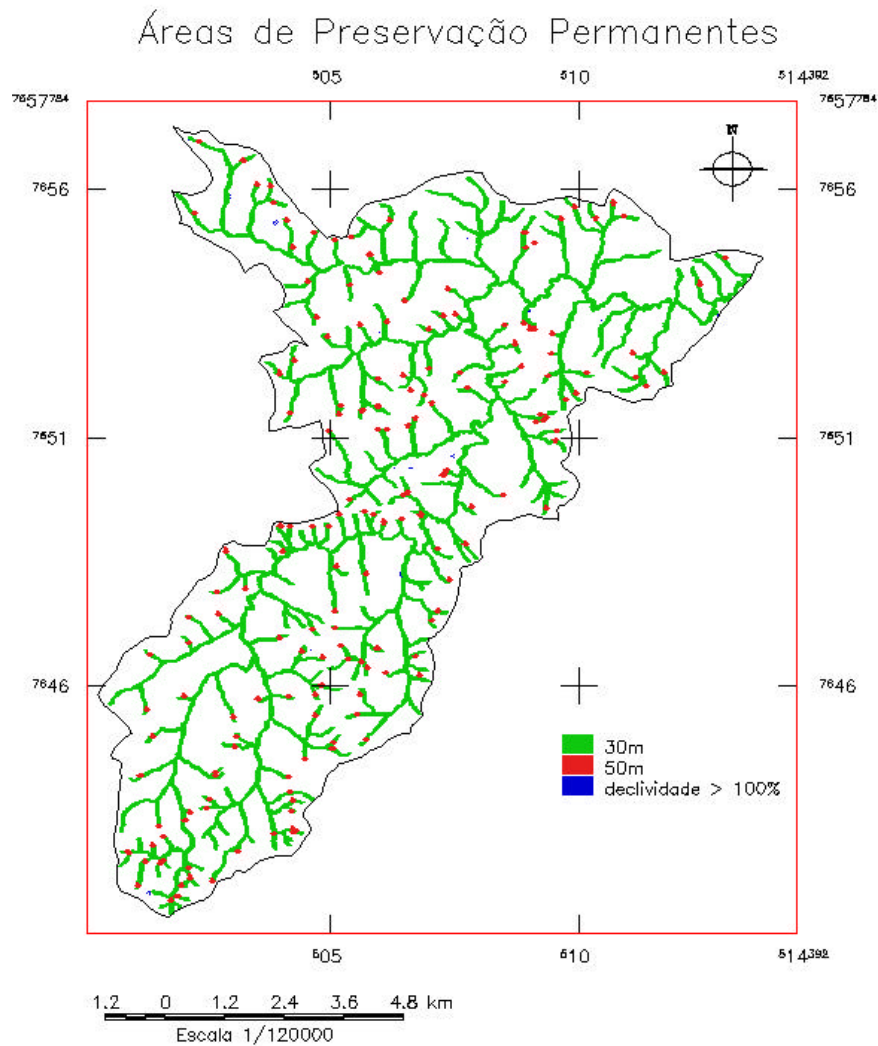 Áreas de Preservação Permanentes
505 510 514392
7657784 7657784
N
7656 7656
7651 7651
7646 7646
30m
50m
declividade > 100%
505 510 514392
1.2 0 1.2 2.4 3.6 4.8 km
Escala 1/120000